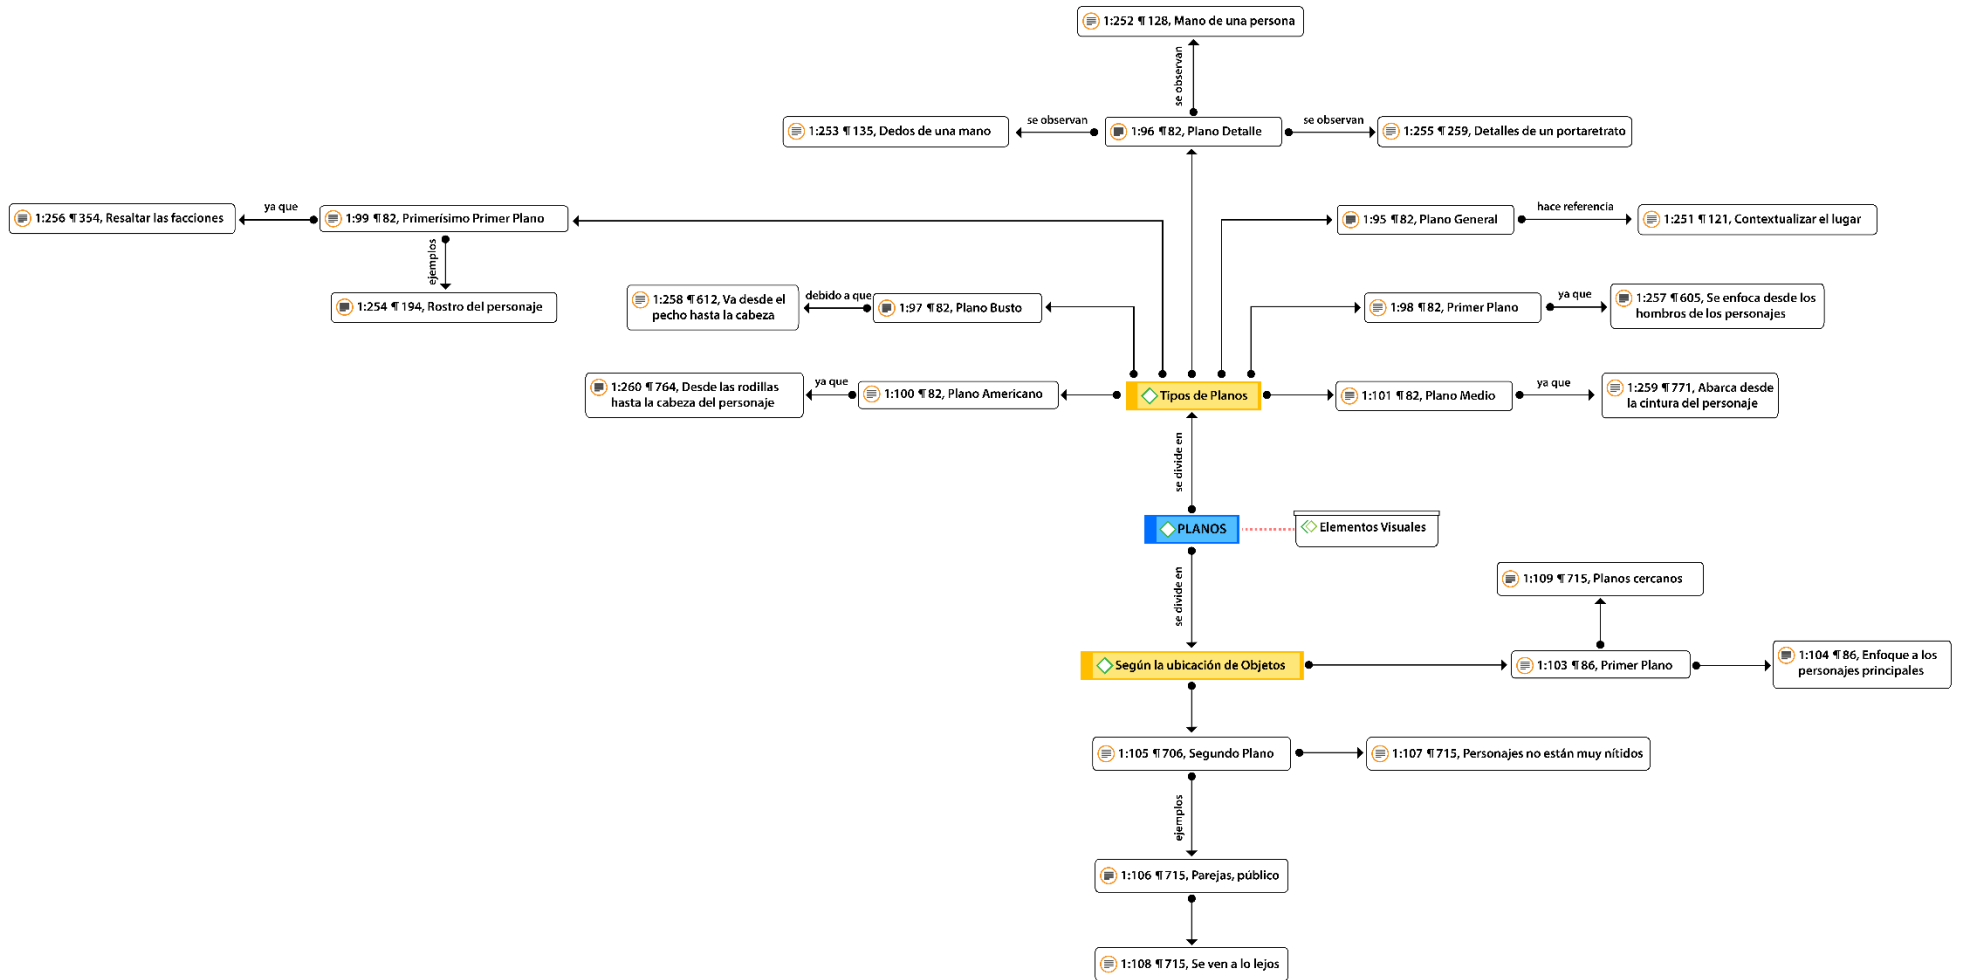 1:252 ¶ 128, Mano de una persona
se observan
1:253 ¶ 135, Dedos de una mano
se observan
1:96 ¶ 82, Plano Detalle
se observan
1:255 ¶ 259, Detalles de un portaretrato
1:256 ¶ 354, Resaltar las facciones
ya que
1:99 ¶ 82, Primerísimo Primer Plano
1:95 ¶ 82, Plano General
hace referencia
1:251 ¶ 121, Contextualizar el lugar
ejemplos
1:254 ¶ 194, Rostro del personaje
1:258 ¶ 612, Va desde el
pecho hasta la cabeza
debido a que
1:97 ¶ 82, Plano Busto
1:98 ¶ 82, Primer Plano
ya que
1:257 ¶ 605, Se enfoca desde los
hombros de los personajes
1:260 ¶ 764, Desde las rodillas
hasta la cabeza del personaje
ya que
1:100 ¶ 82, Plano Americano
Tipos de Planos
1:101 ¶ 82, Plano Medio
ya que
1:259 ¶ 771, Abarca desde
la cintura del personaje
se divide en
PLANOS
Elementos Visuales
se divide en
1:109 ¶ 715, Planos cercanos
Según la ubicación de Objetos
1:103 ¶ 86, Primer Plano
1:104 ¶ 86, Enfoque a los
personajes principales
1:105 ¶ 706, Segundo Plano
1:107 ¶ 715, Personajes no están muy nítidos
ejemplos
1:106 ¶ 715, Parejas, público
1:108 ¶ 715, Se ven a lo lejos